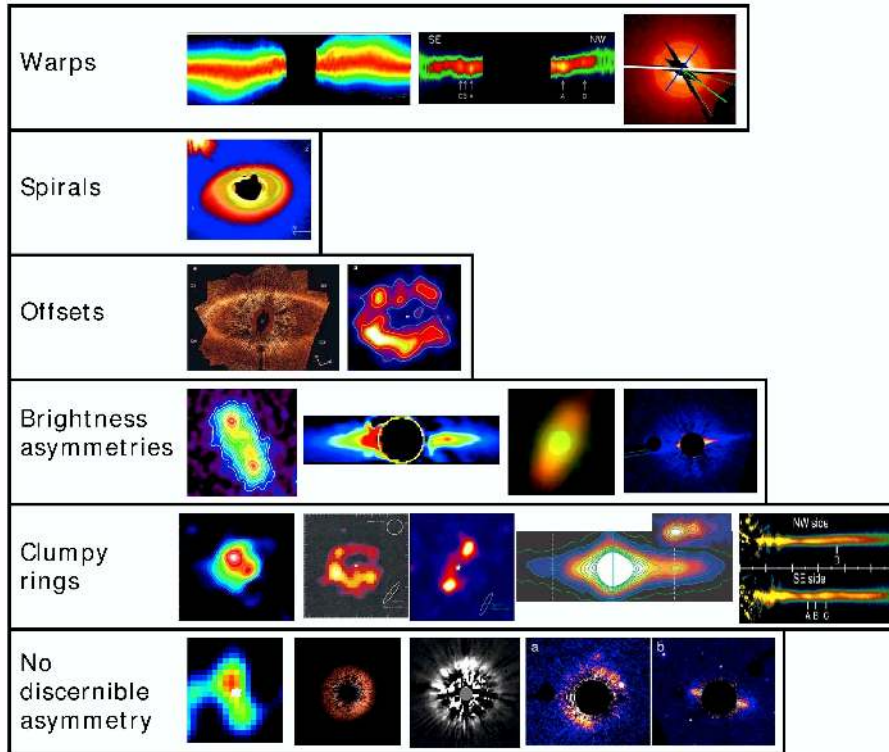 Warps
SE
NW
A
D
Spirals
Offsets
Brightness
asymmetries
Clumpy
rings
NW side
D
SE side
A B C
No
discernible
asymmetry
a
b